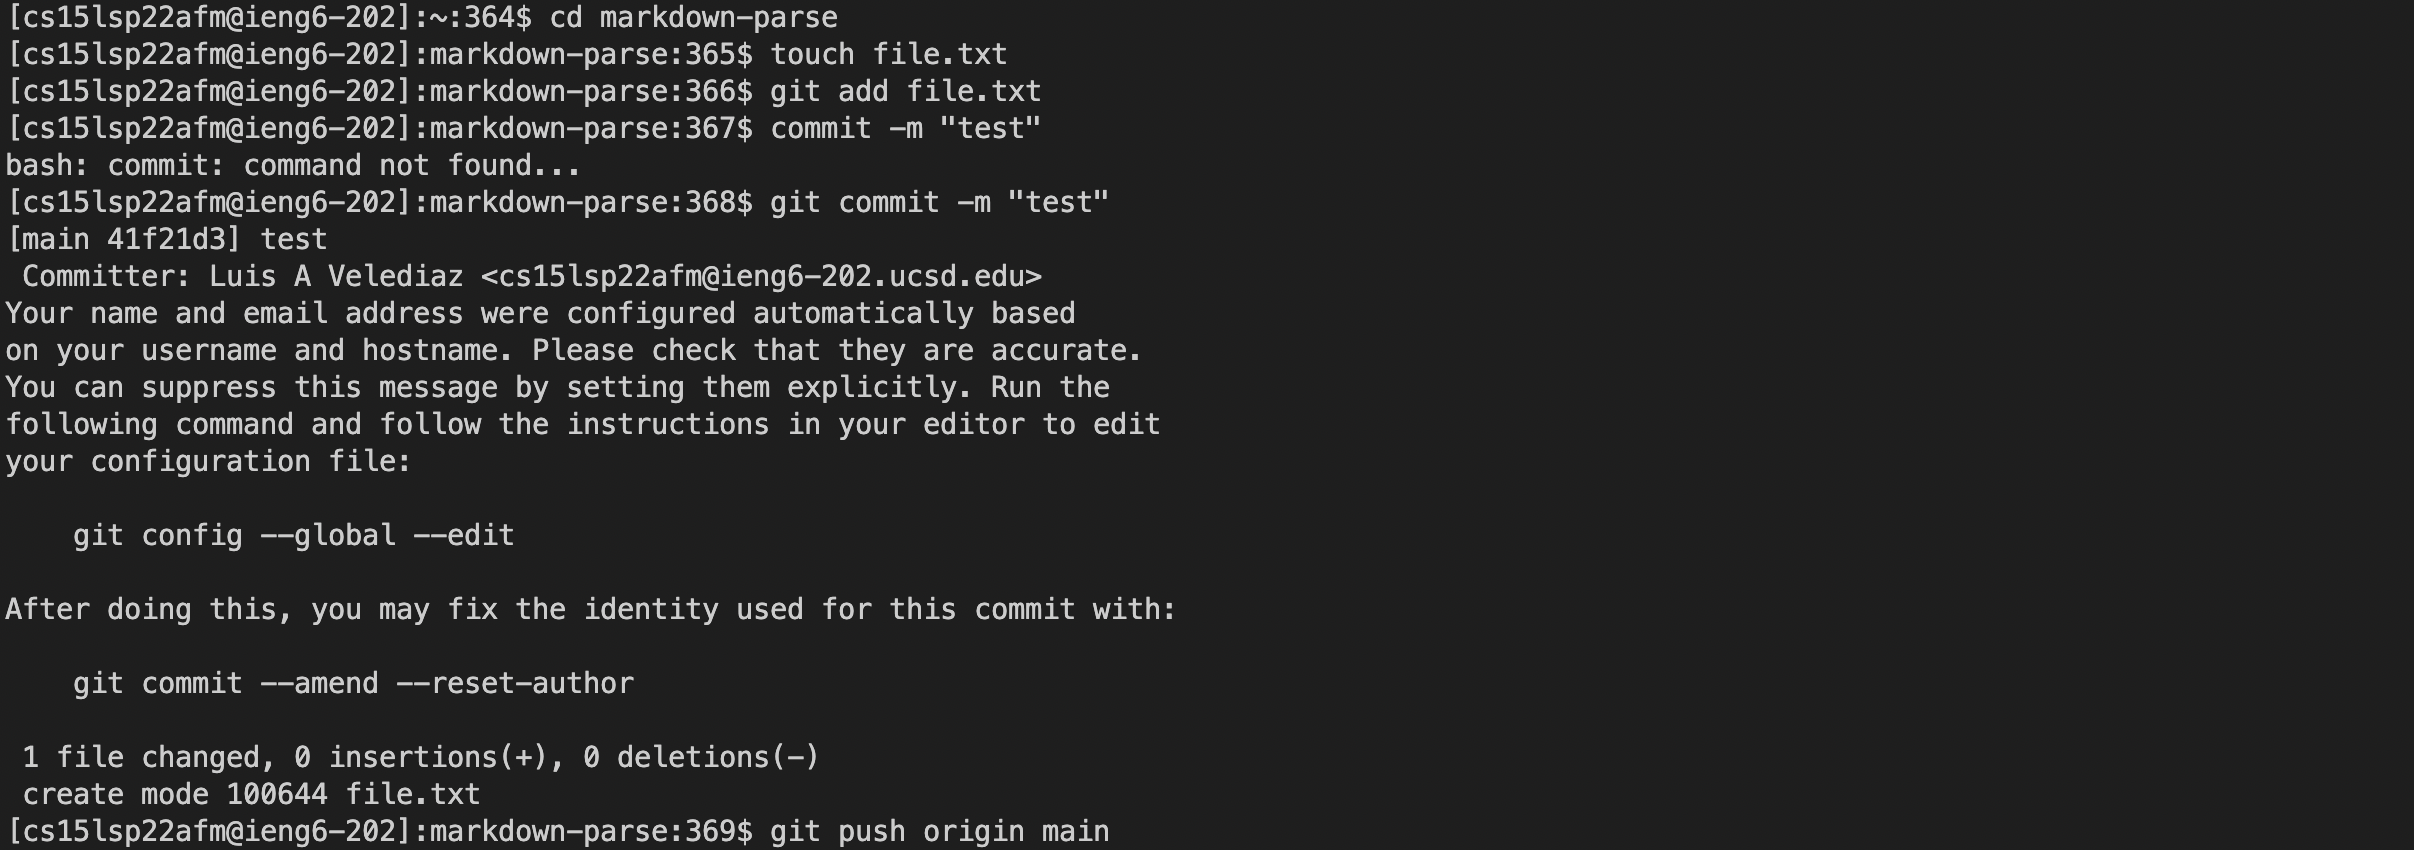 [cs15lsp22afm@ieng6-202]:~:364$ cd markdown-parse
[cs15lsp22afm@ieng6-202]:markdown-parse:365$ touch file.txt
[cs15lsp22afm@ieng6-202]:markdown-parse:366$ git add file.txt
[cs15lsp22afm@ieng6-202]:markdown-parse:367$ commit -m "test"
bash: commit: command not found...
[cs15lsp22afm@ieng6-202]:markdown-parse:368$ git commit -m "test"
[main 41f21d3] test
 Committer: Luis A Velediaz <cs15lsp22afm@ieng6-202.ucsd.edu>
Your name and email address were configured automatically based
on your username and hostname. Please check that they are accurate.
You can suppress this message by setting them explicitly. Run the
following command and follow the instructions in your editor to edit
your configuration file:

    git config --global --edit

After doing this, you may fix the identity used for this commit with:

    git commit --amend --reset-author

 1 file changed, 0 insertions(+), 0 deletions(-)
 create mode 100644 file.txt
[cs15lsp22afm@ieng6-202]:markdown-parse:369$ git push origin main